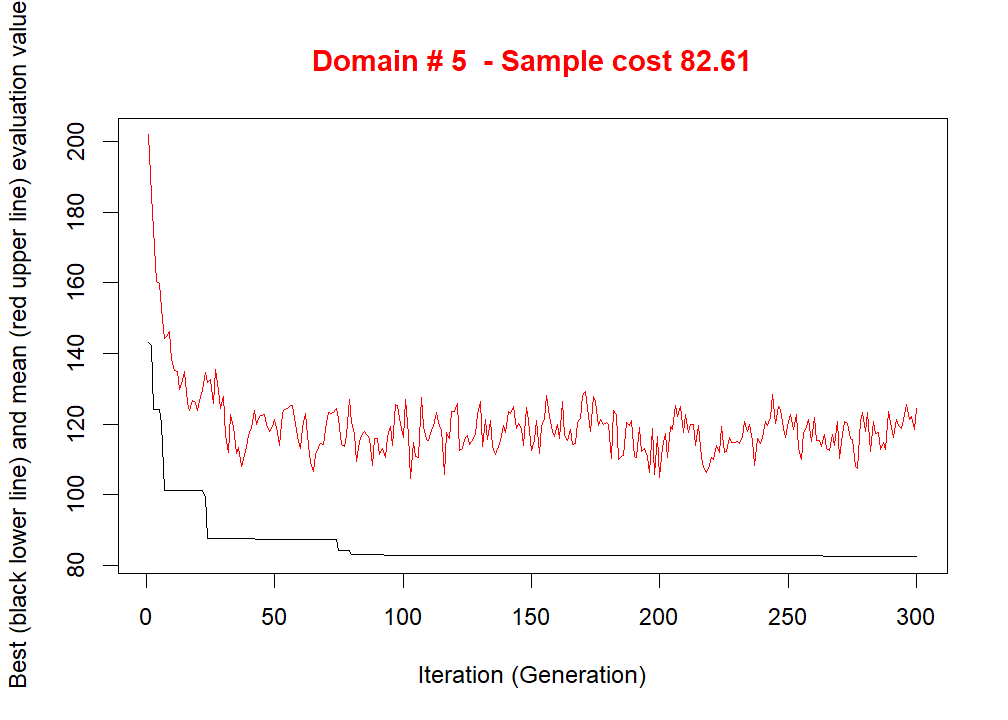 Domain # 5  - Sample cost 82.61
Best (black lower line) and mean (red upper line) evaluation value
200
180
160
140
120
100
80
0 50 100 150 200 250 300
Iteration (Generation)